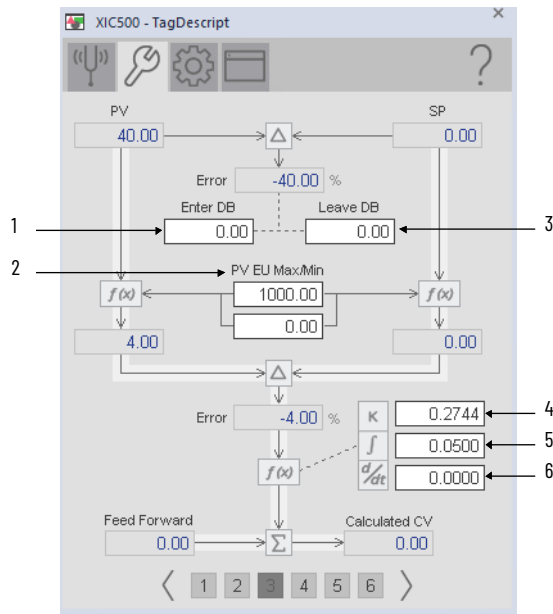 XIC500 - TagDescript
×
?
PV
SP
40.00
Δ
0.00
Error
-40.00 %
Enter DB
Leave DB
1
0.00
0.00
3
2
PV EU Max/Min
f(x)
1000.00
f(x)
0.00
4.00
0.00
Δ
Error
-4.00 %
K
0.2744
4
∫
0.0500
5
f(x)
d/dt
0.0000
6
Feed Forward
Calculated CV
0.00
Σ
0.00
1 2 3 4 5 6